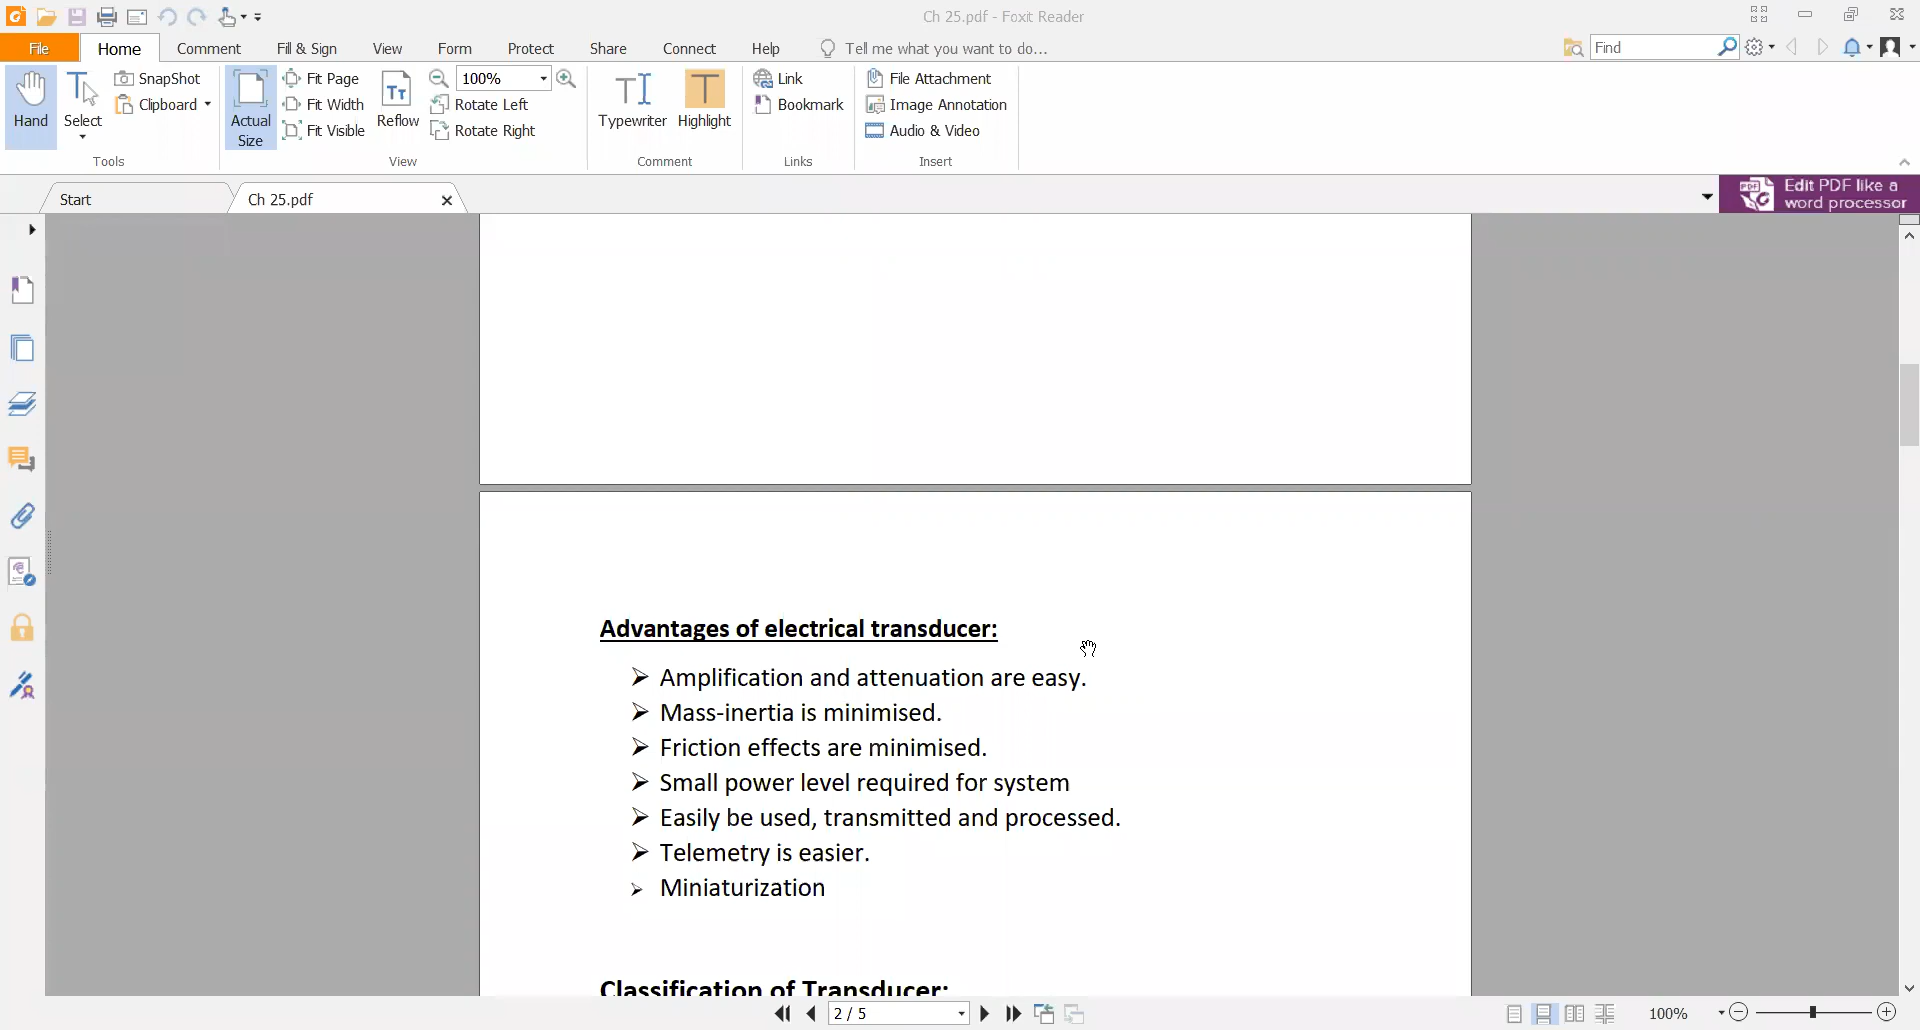 Ch 25.pdf - Foxit Reader
File Home Comment Fill & Sign View Form Protect Share Connect Help Tell me what you want to do... Find
Hand
Select
SnapShot
Clipboard
Tools
Actual
Size
Fit Page
Fit Width
Fit Visible
Reflow
100%
Rotate Left
Rotate Right
View
Typewriter
Highlight
Comment
Link
Bookmark
Links
File Attachment
Image Annotation
Audio & Video
Insert
Start
Ch 25.pdf
Edit PDF like a
word processor
Advantages of electrical transducer:
➢ Amplification and attenuation are easy.
➢ Mass-inertia is minimised.
➢ Friction effects are minimised.
➢ Small power level required for system
➢ Easily be used, transmitted and processed.
➢ Telemetry is easier.
➢ Miniaturization
Classification of Transducer:
2 / 5
100%